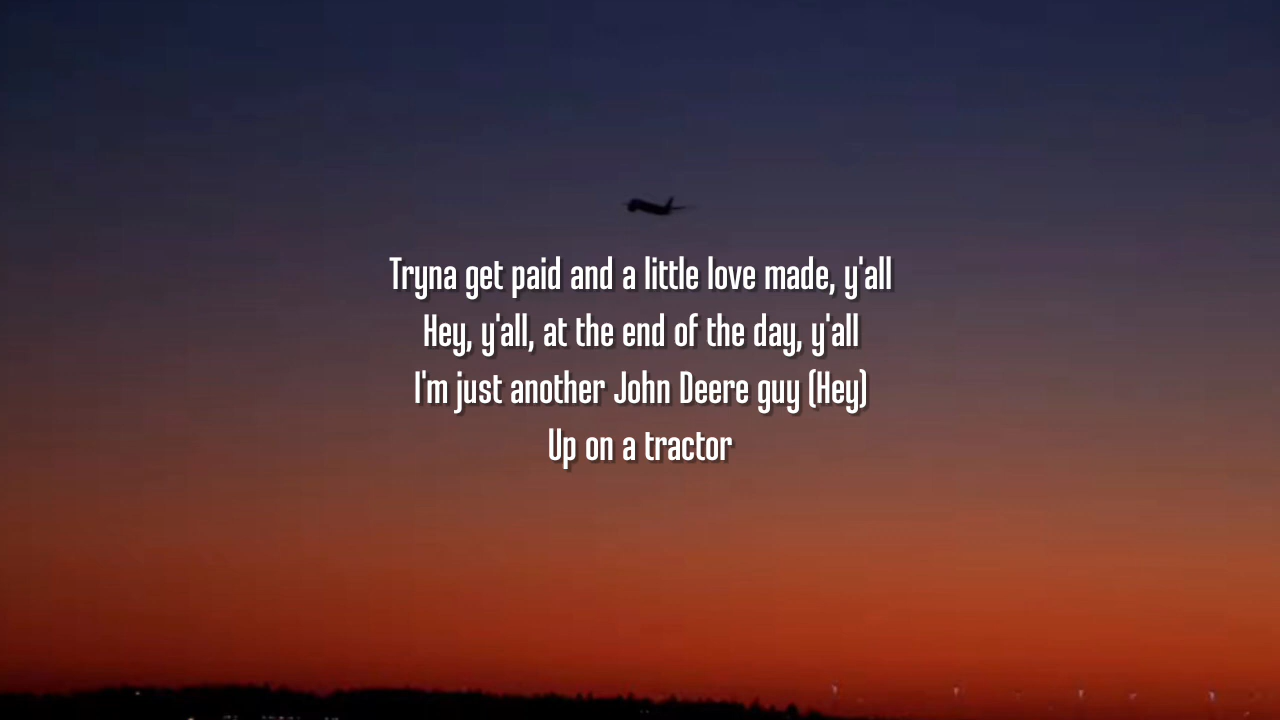 Tryna get paid and a little love made, y'all
Hey, y'all, at the end of the day, y'all
I'm just another John Deere guy (Hey)
Up on a tractor